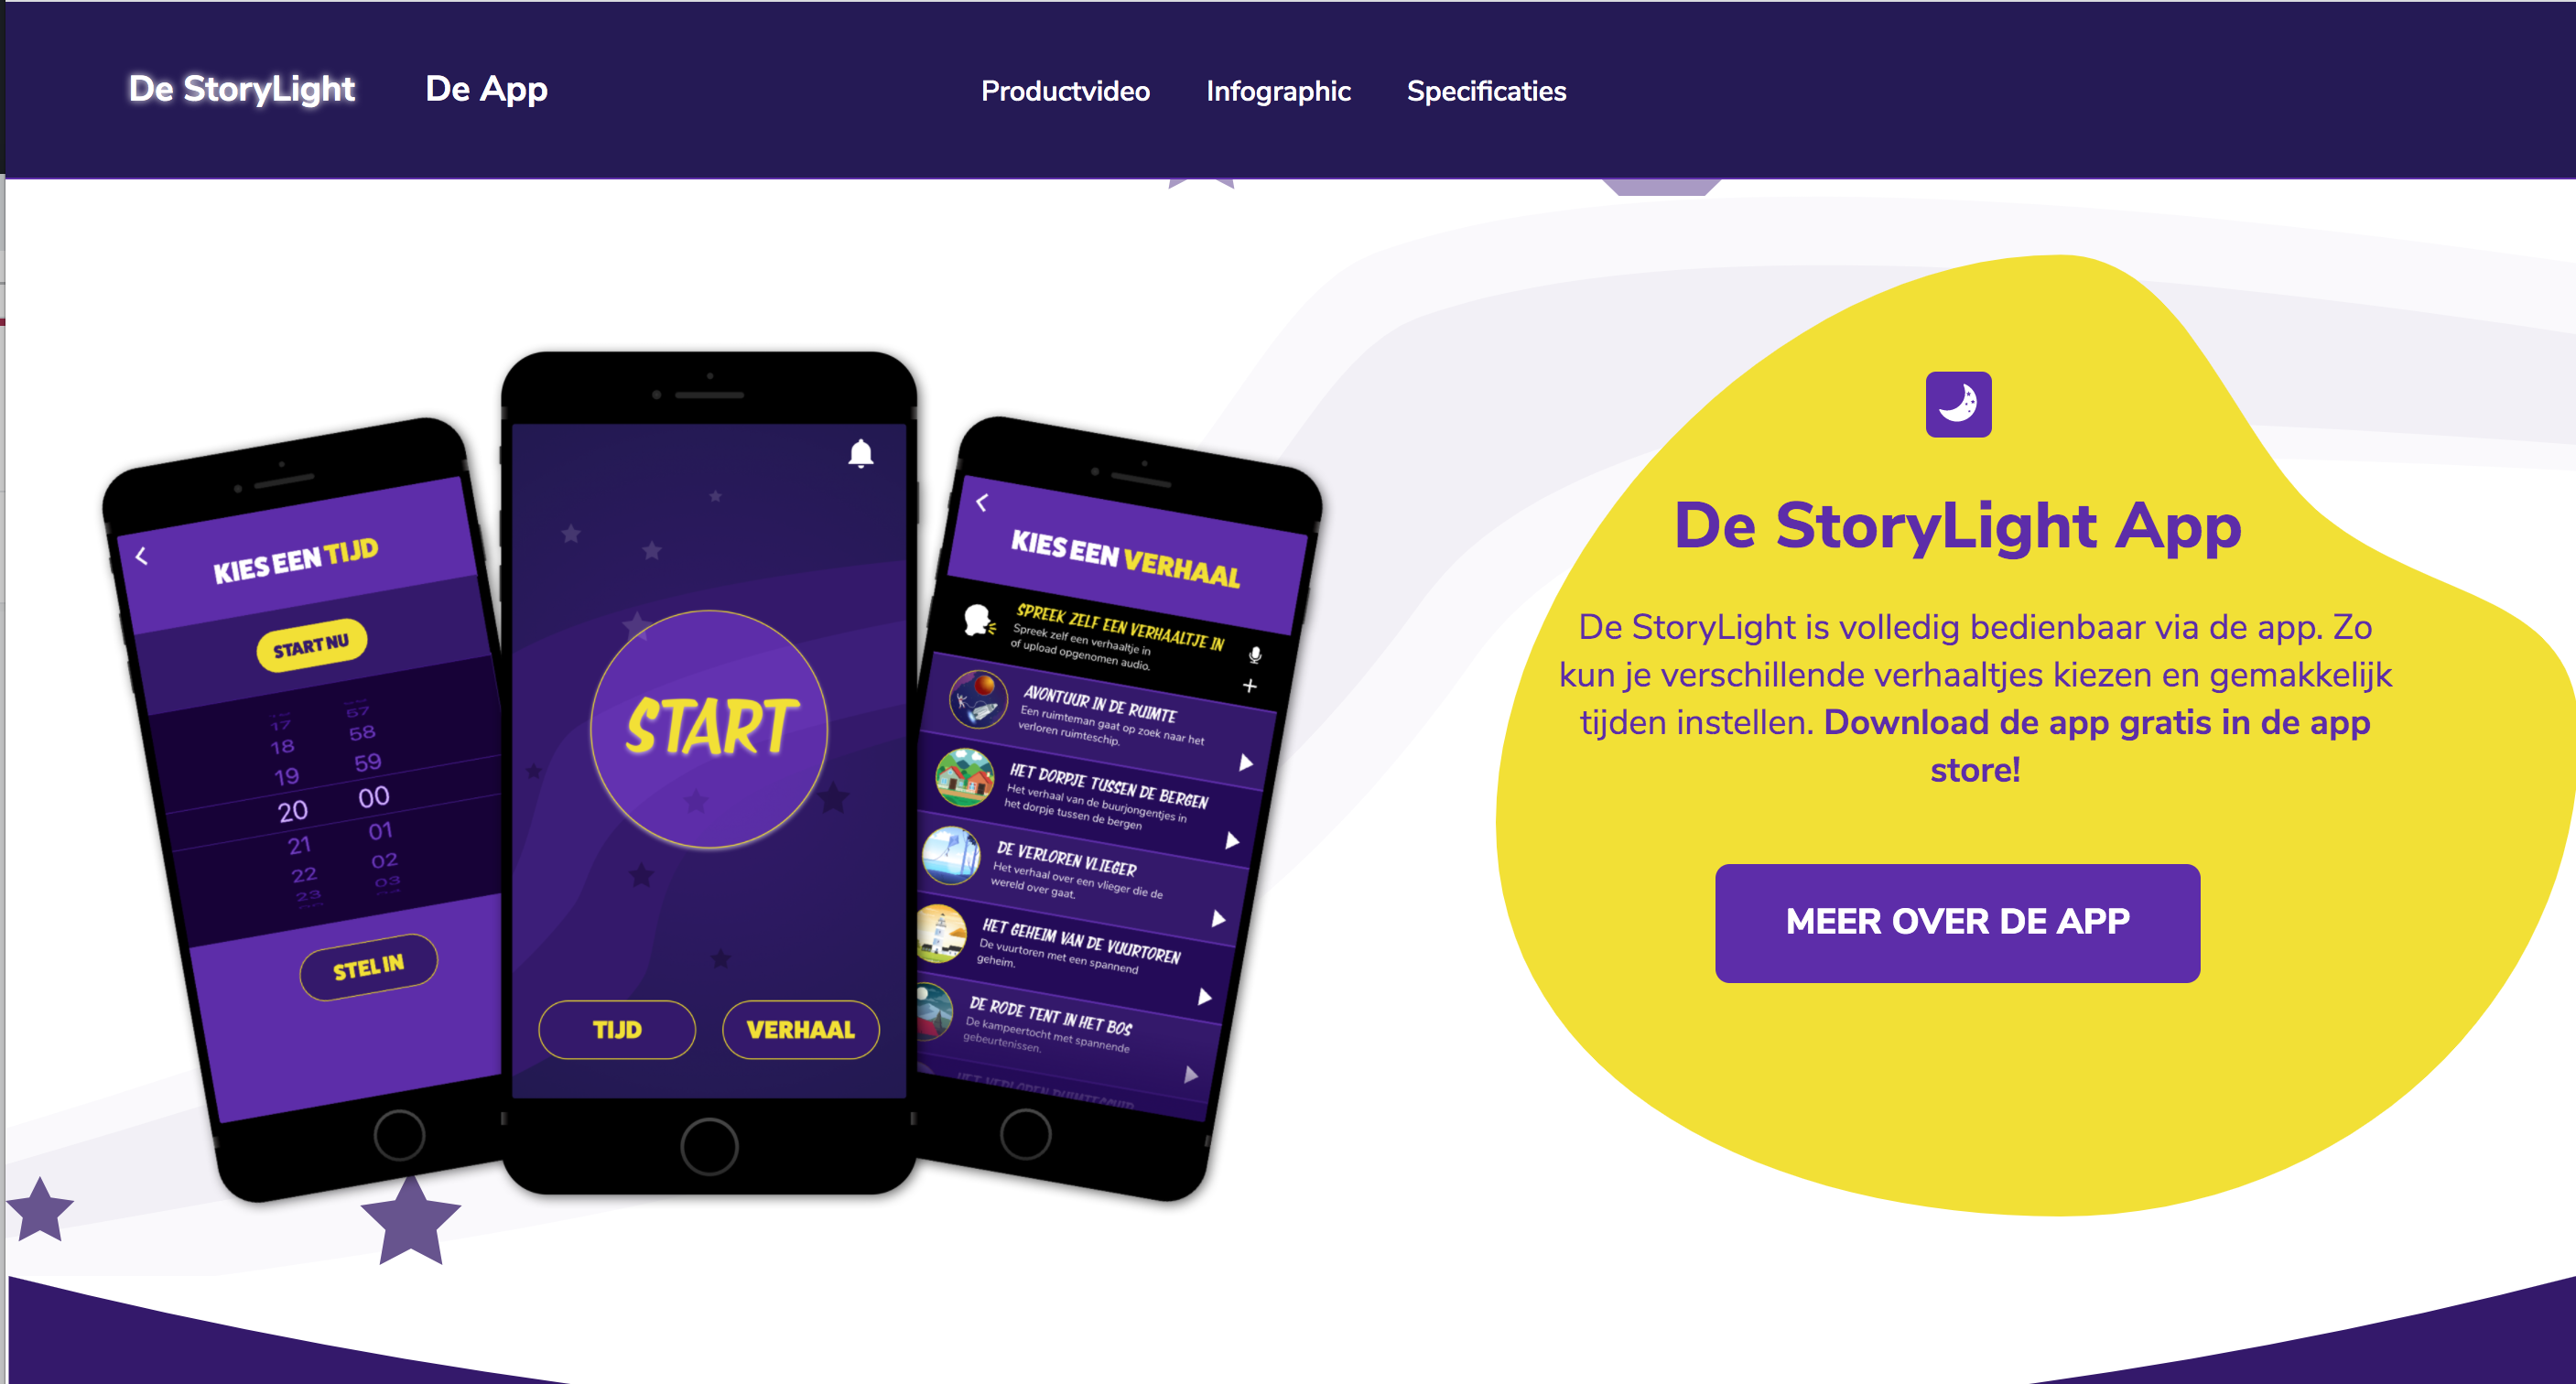 De StoryLight
De App
Productvideo
Infographic
Specificaties
KIES EEN TIJD
START NU
17
57
18
58
19
59
20
00
21
01
22
02
23
03
STEL IN
START
TIJD
VERHAAL
KIES EEN VERHAAL
SPREEK ZELF EEN VERHAALTJE IN
Spreek zelf een verhaaltje in
of upload opgenomen audio.
AVONTUUR IN DE RUIMTE
Een ruimteman gaat op zoek naar het
verloren ruimteschip.
HET DORPJE TUSSEN DE BERGEN
Het verhaal van de buurjongentjes in
het dorpje tussen de bergen
DE VERLOREN VLIEGER
Het verhaal over een vlieger die de
wereld over gaat.
HET GEHEIM VAN DE VUURTOREN
De vuurtoren met een spannend
geheim.
DE RODE TENT IN HET BOS
De kampeertocht met spannende
gebeurtenissen.
HET VERLOREN RUIMTESCHIP
De StoryLight App
De StoryLight is volledig bedienbaar via de app. Zo
kun je verschillende verhaaltjes kiezen en gemakkelijk
tijden instellen. Download de app gratis in de app
store!
MEER OVER DE APP